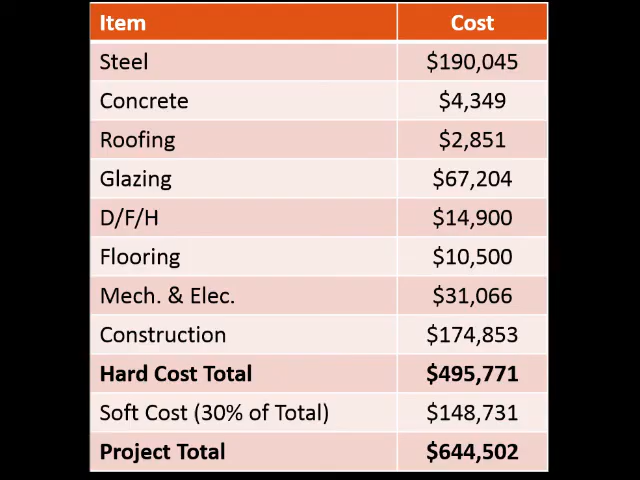 Item Cost
Steel $190,045
Concrete $4,349
Roofing $2,851
Glazing $67,204
D/F/H $14,900
Flooring $10,500
Mech. & Elec. $31,066
Construction $174,853
Hard Cost Total $495,771
Soft Cost (30% of Total) $148,731
Project Total $644,502